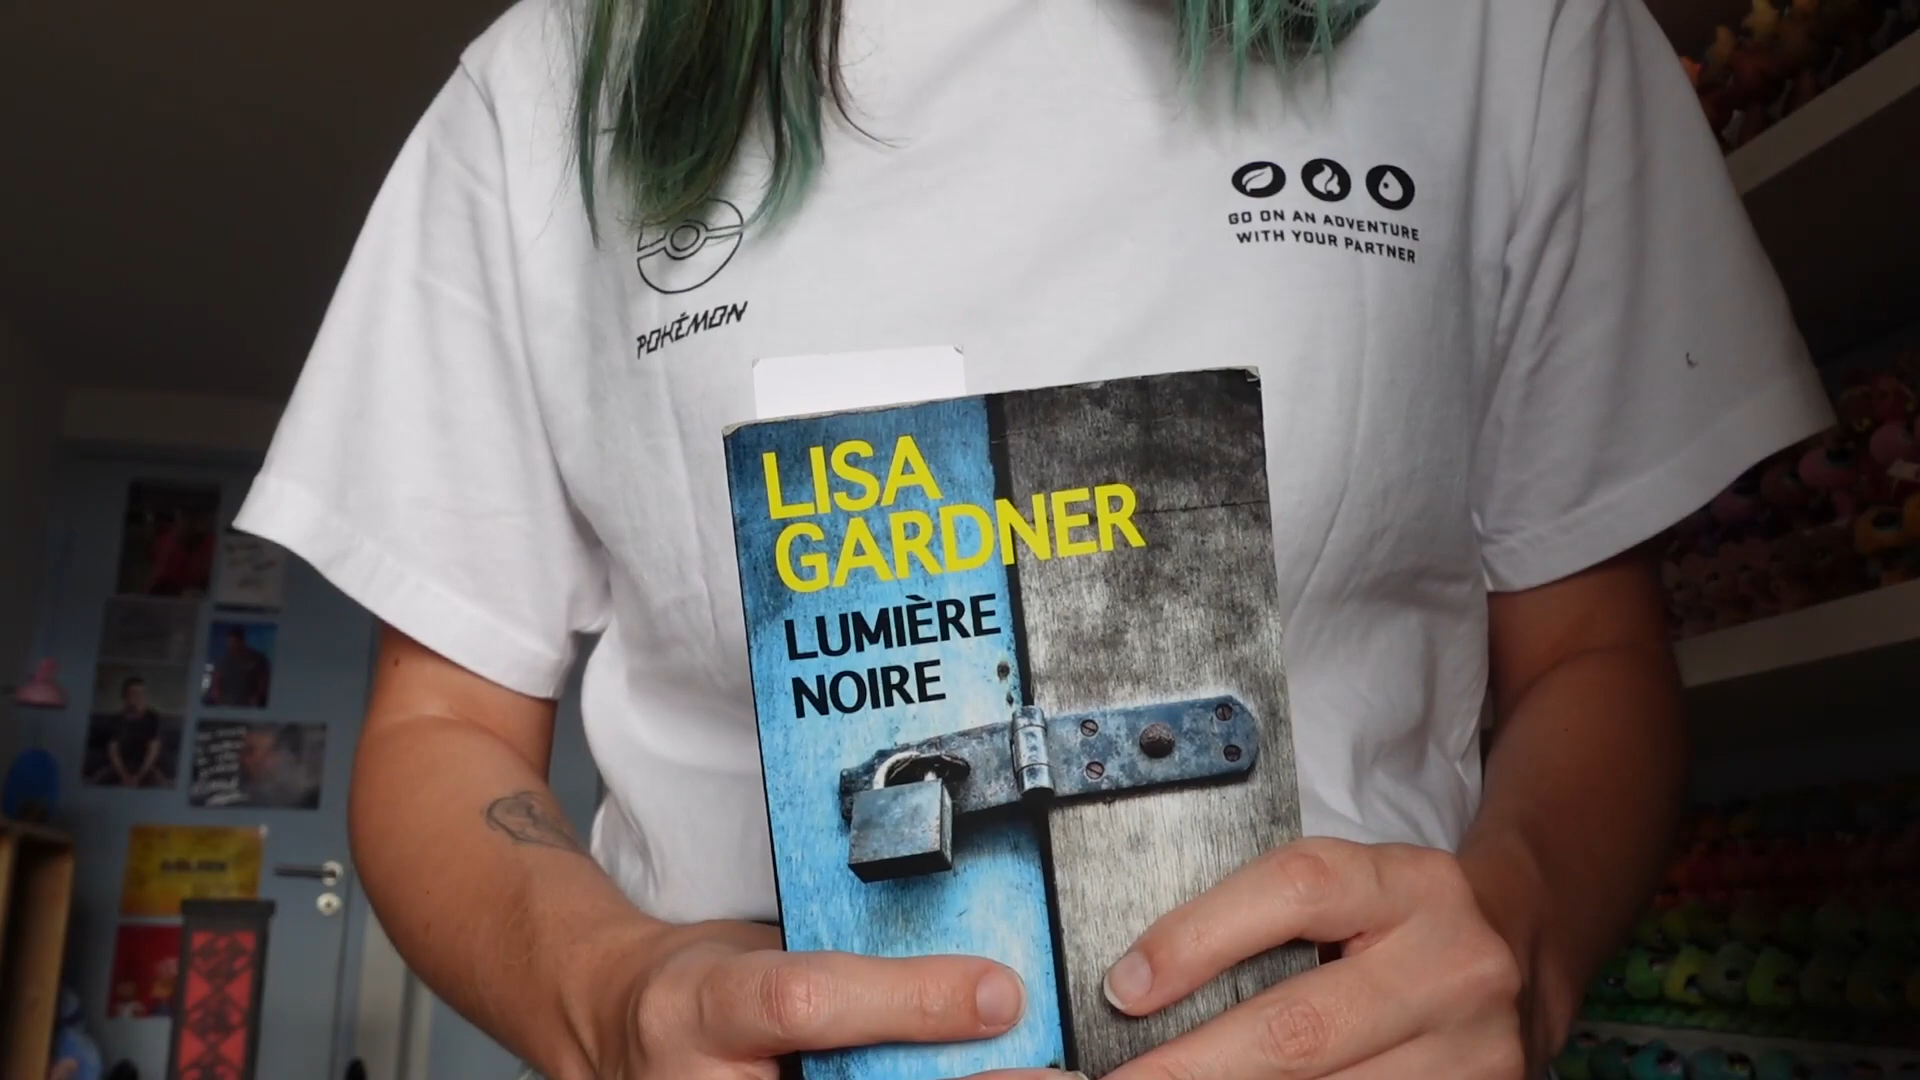 GO ON AN ADVENTURE
WITH YOUR PARTNER
POKÉMON
LISA
GARDNER
LUMIÈRE
NOIRE